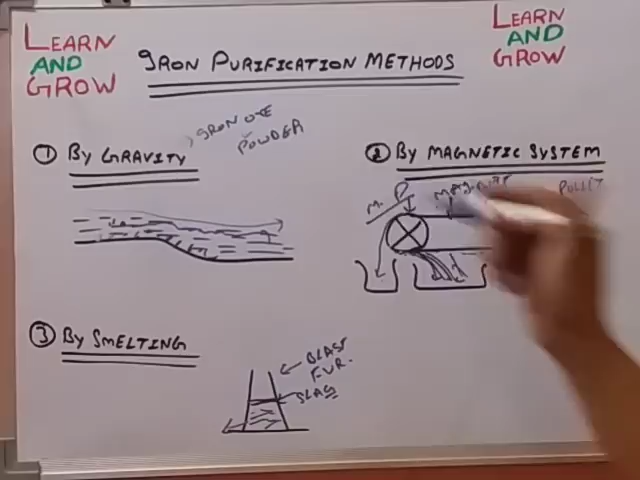 LEARN
AND
GROW
IRON PURIFICATION METHODS
LEARN
AND
GROW
① By GRAVITY
IRON ORE
POWDER
② By MAGNETIC SYSTEM
M. P.
③ By SMELTING
BLAST
FUR.
SLAG